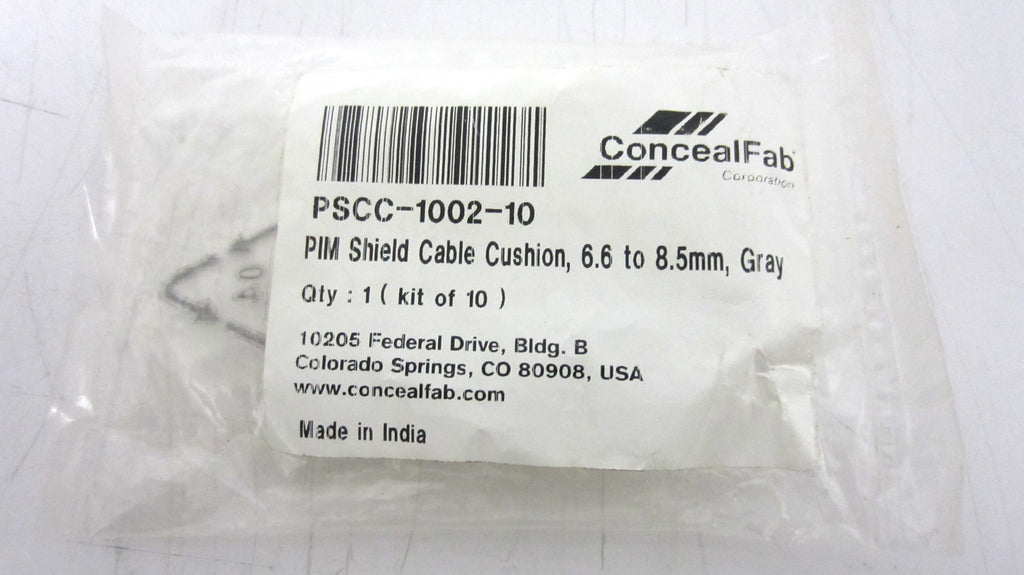 ConcealFab
Corporation
PSCC-1002-10
PIM Shield Cable Cushion, 6.6 to 8.5mm, Gray
Qty : 1 ( kit of 10 )
10205 Federal Drive, Bldg. B
Colorado Springs, CO 80908, USA
www.concealfab.com
Made in India